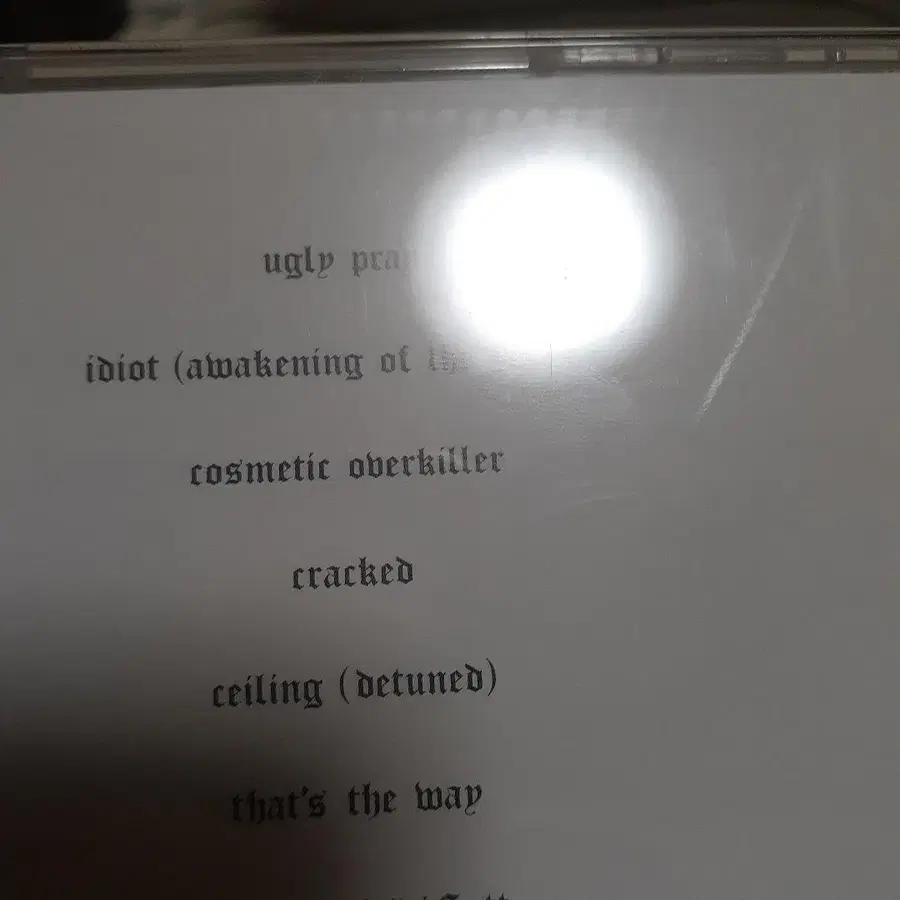 ugly
idiot (awakening of
cosmetic overkiller
cracked
ceiling (detuned)
that's the way